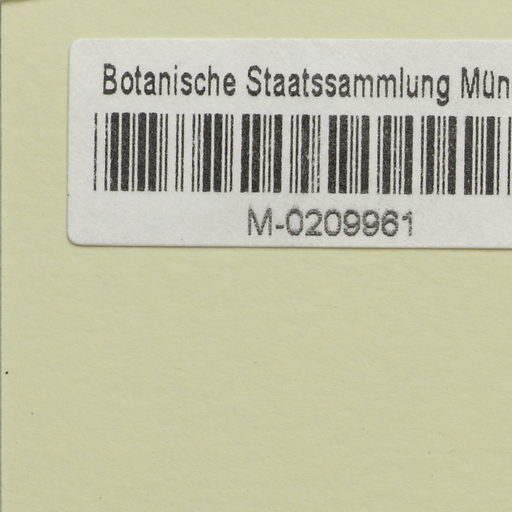 Botanische Staatssammlung Mün
M-0209961